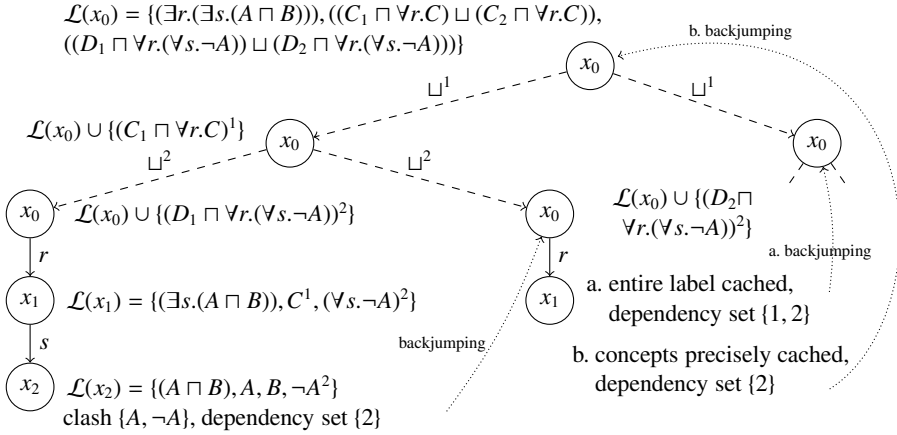 ℒ(x₀) = {(∃r.(∃s.(A ⊓ B))), ((C₁ ⊓ ∀r.C) ⊔ (C₂ ⊓ ∀r.C)),
((D₁ ⊓ ∀r.(∀s.¬A)) ⊔ (D₂ ⊓ ∀r.(∀s.¬A)))}
b. backjumping
x₀
⊔¹
⊔¹
ℒ(x₀) ∪ {(C₁ ⊓ ∀r.C)¹}
x₀
x₀
⊔²
⊔²
x₀
ℒ(x₀) ∪ {(D₁ ⊓ ∀r.(∀s.¬A))²}
x₀
ℒ(x₀) ∪ {(D₂⊓
∀r.(∀s.¬A))²}
r
r
a. backjumping
x₁
ℒ(x₁) = {(∃s.(A ⊓ B)), C¹, (∀s.¬A)²}
x₁
a. entire label cached,
dependency set {1, 2}
s
backjumping
b. concepts precisely cached,
dependency set {2}
x₂
ℒ(x₂) = {(A ⊓ B), A, B, ¬A²}
clash {A, ¬A}, dependency set {2}